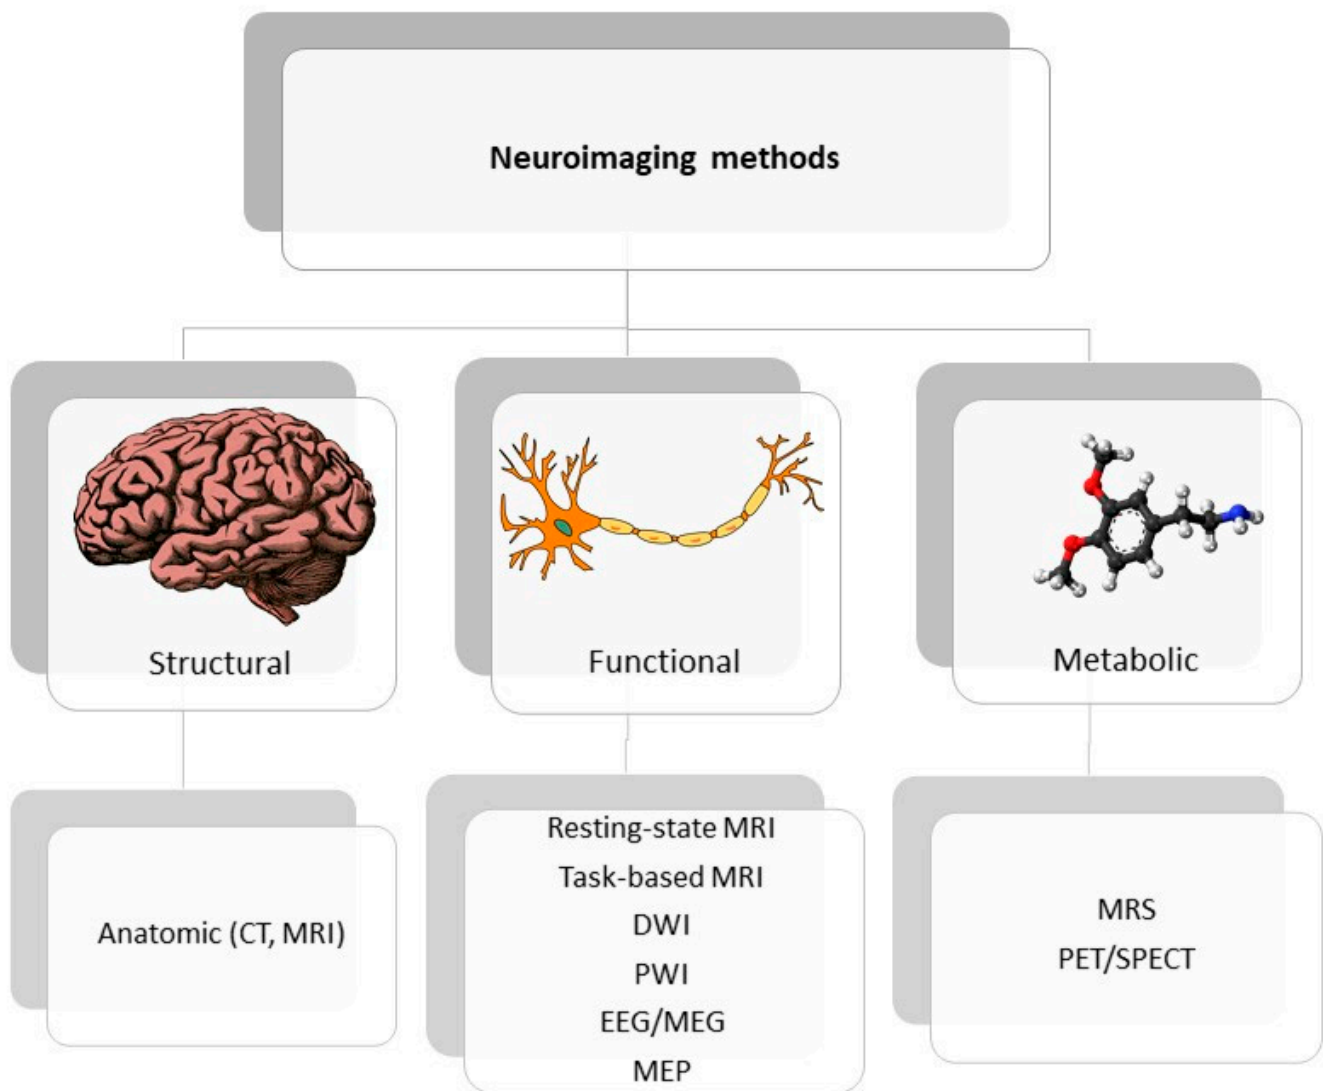 Neuroimaging methods
Structural
Functional
Metabolic
Anatomic (CT, MRI)
Resting-state MRI
Task-based MRI
DWI
PWI
EEG/MEG
MEP
MRS
PET/SPECT